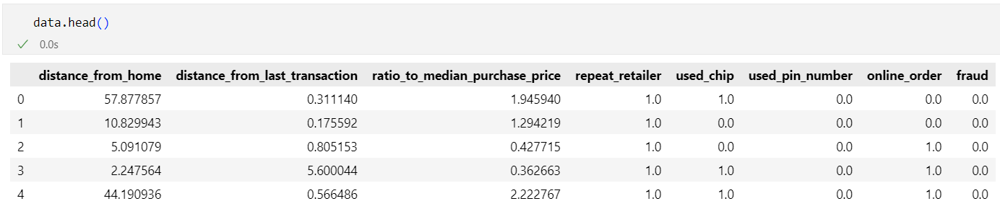 data.head()
0.0s
distance_from_home distance_from_last_transaction ratio_to_median_purchase_price repeat_retailer used_chip used_pin_number online_order fraud
0 57.877857 0.311140 1.945940 1.0 1.0 0.0 0.0 0.0
1 10.829943 0.175592 1.294219 1.0 0.0 0.0 0.0 0.0
2 5.091079 0.805153 0.427715 1.0 0.0 0.0 1.0 0.0
3 2.247564 5.600044 0.362663 1.0 1.0 0.0 1.0 0.0
4 44.190936 0.566486 2.222767 1.0 1.0 0.0 1.0 0.0